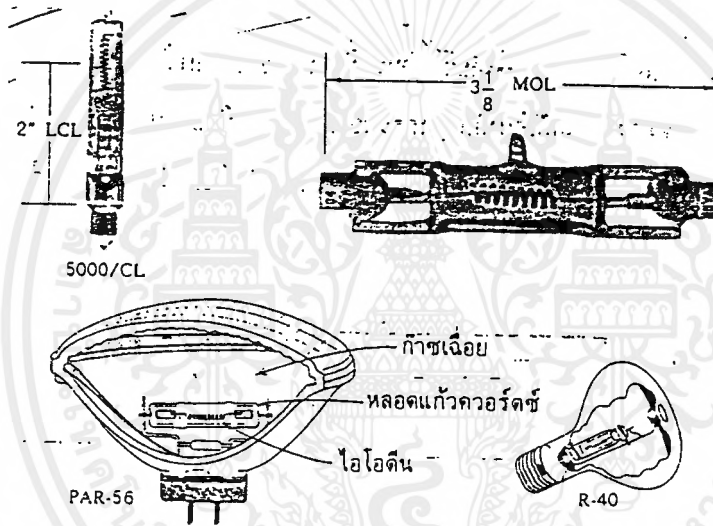 3 1/8" MOL
2" LCL
5000/CL
ก๊าซเฉื่อย
หลอดแก้วควอร์ตซ์
ไอโอดีน
PAR-56
R-40